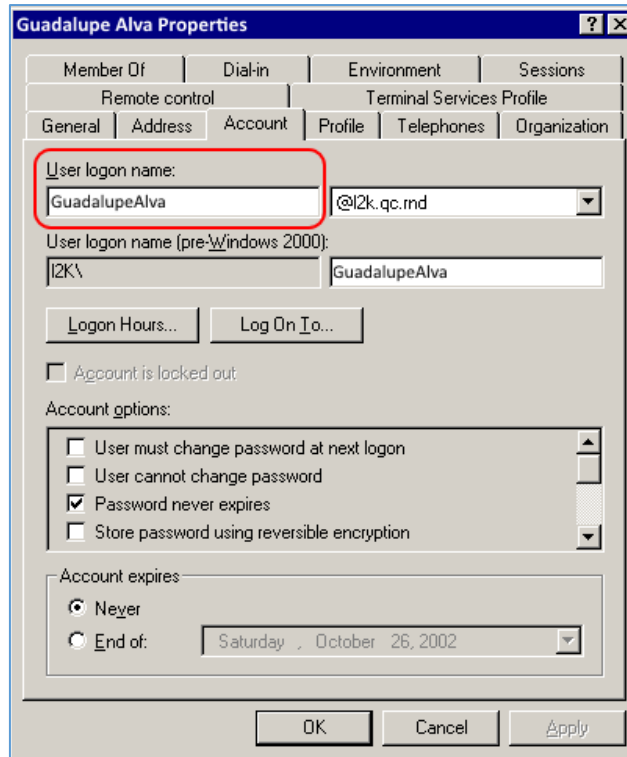 Guadalupe Alva Properties ? X
Member Of Dial-in Environment Sessions
Remote control Terminal Services Profile
General Address Account Profile Telephones Organization
User logon name:
GuadalupeAlva @l2k.qc.rnd
User logon name (pre-Windows 2000):
I2K\ GuadalupeAlva
Logon Hours... Log On To...
Account is locked out
Account options:
User must change password at next logon
User cannot change password
Password never expires
Store password using reversible encryption
Account expires
Never
End of: Saturday , October 26, 2002
OK Cancel Apply